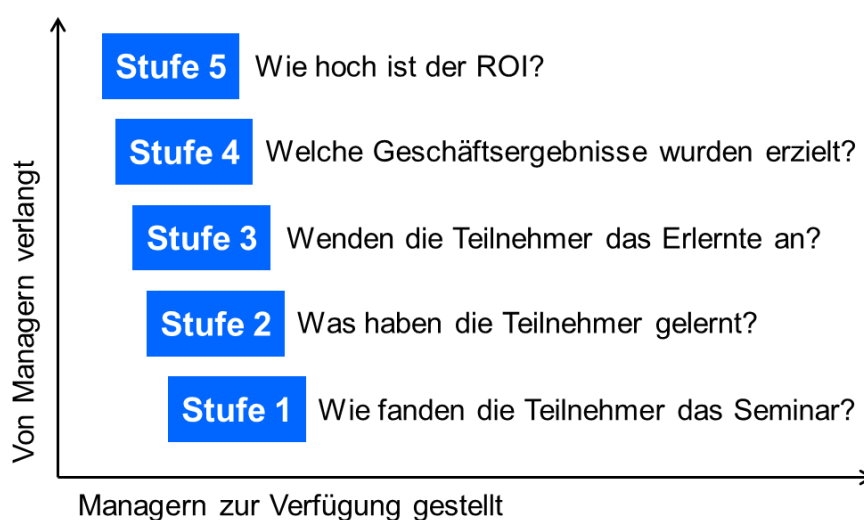 Von Managern verlangt
Stufe 5 Wie hoch ist der ROI?
Stufe 4 Welche Geschäftsergebnisse wurden erzielt?
Stufe 3 Wenden die Teilnehmer das Erlernte an?
Stufe 2 Was haben die Teilnehmer gelernt?
Stufe 1 Wie fanden die Teilnehmer das Seminar?
Managern zur Verfügung gestellt